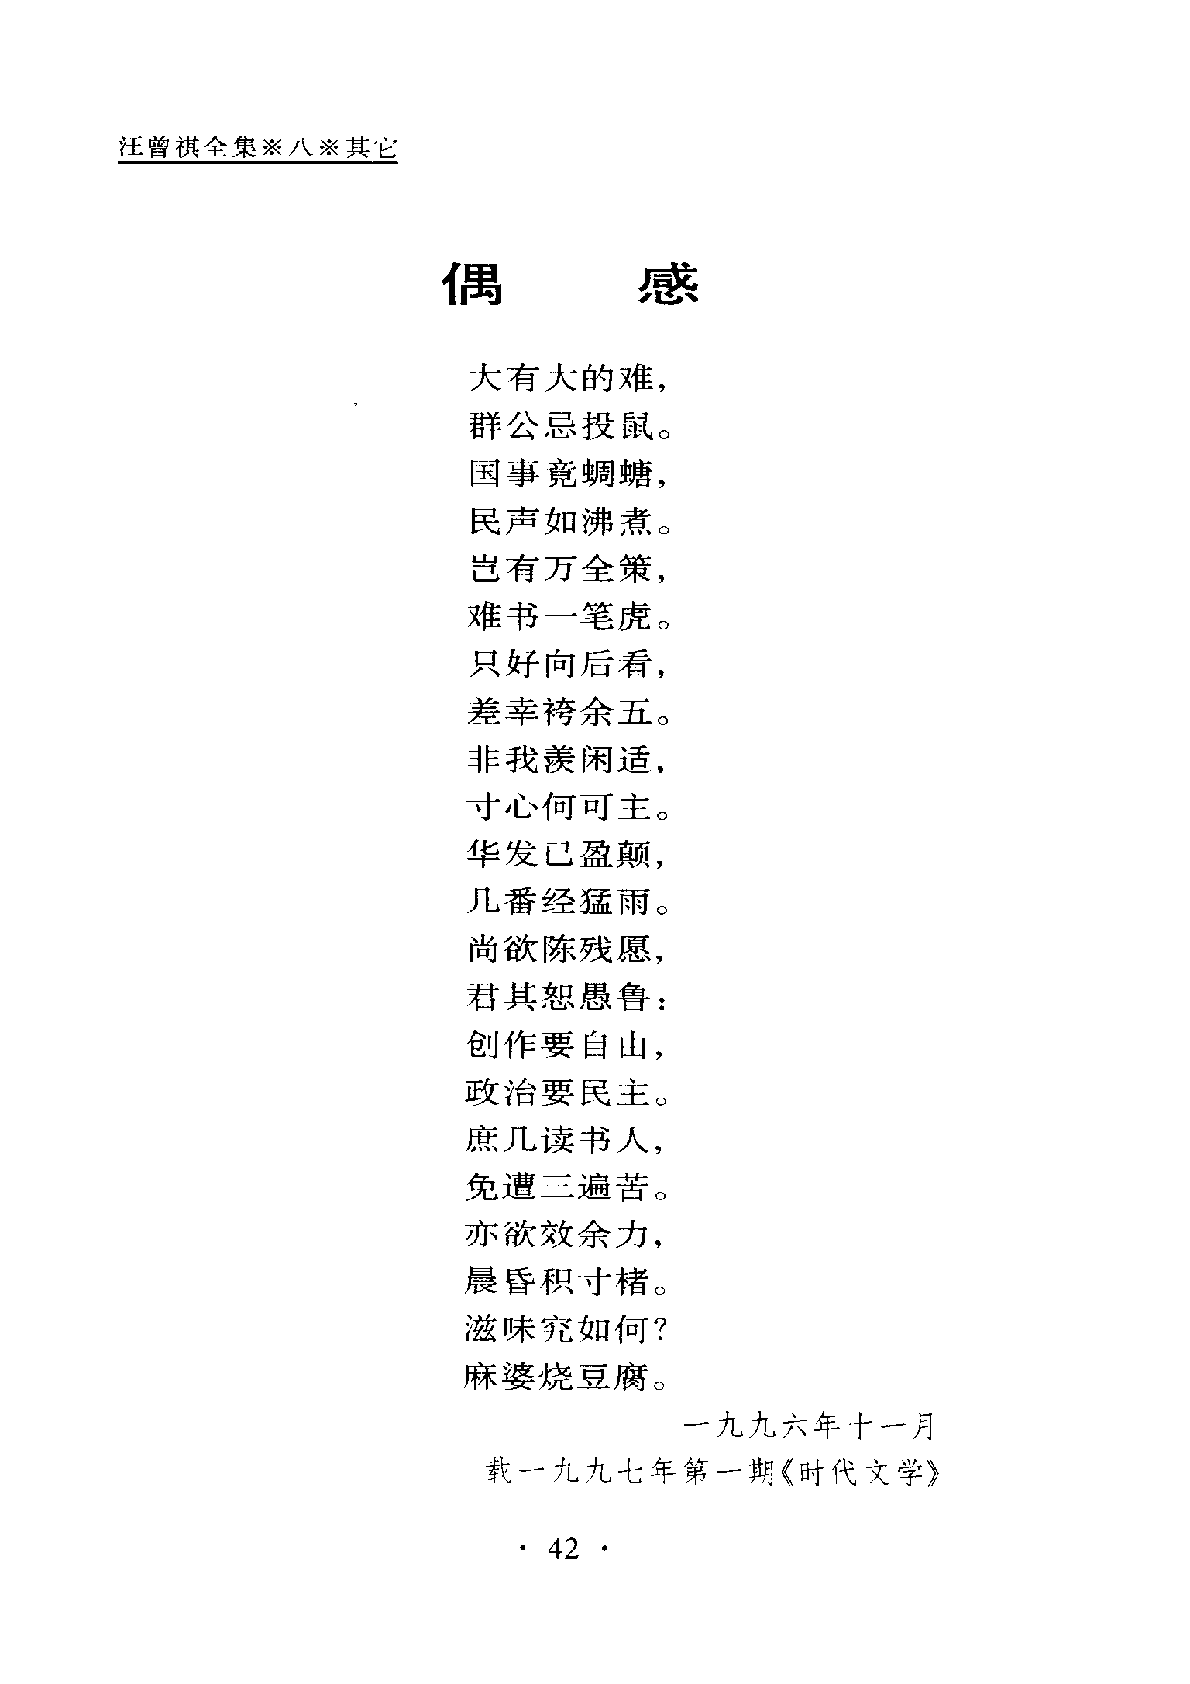 汪曾祺全集※八※其它
偶 感
大有大的难，
群公忌投鼠。
国事竟蜩螗，
民声如沸煮。
岂有万全策，
难书一笔虎。
只好向后看，
差幸袴余五。
非我羡闲适，
寸心何可主。
华发已盈颠，
几番经猛雨。
尚欲陈残愿，
君其恕愚鲁：
创作要自由，
政治要民主。
庶几读书人，
免遭三遍苦。
亦欲效余力，
晨昏积寸楮。
滋味究如何？
麻婆烧豆腐。
一九九六年十一月
载一九九七年第一期《时代文学》
· 42 ·